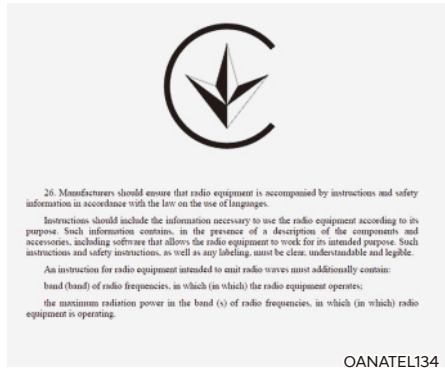 26. Manufacturers should ensure that radio equipment is accompanied by instructions and safety
information in accordance with the law on the use of languages.
Instructions should include the information necessary to use the radio equipment according to its
purpose. Such information contains, in the presence of a description of the components and
accessories, including software that allows the radio equipment to work for its intended purpose. Such
instructions and safety instructions, as well as any labeling, must be clear, understandable and legible.
An instruction for radio equipment intended to emit radio waves must additionally contain:
band (band) of radio frequencies, in which (in which) the radio equipment operates;
the maximum radiation power in the band (s) of radio frequencies, in which (in which) radio
equipment is operating.
OANATEL134